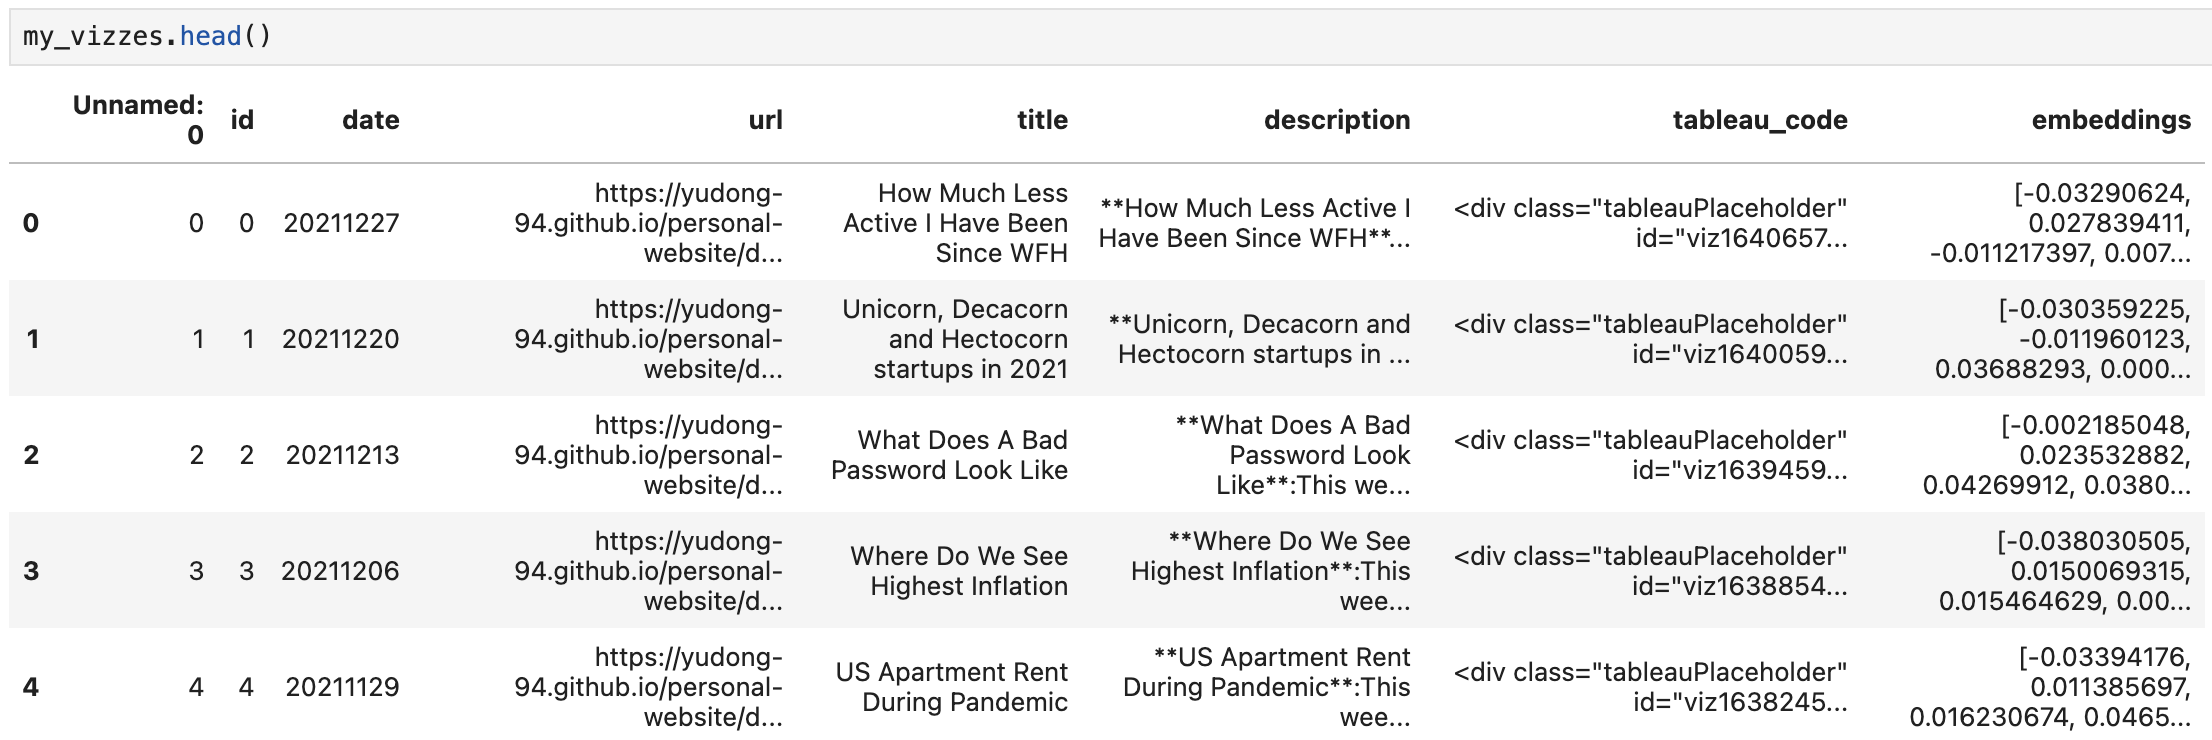 my_vizzes.head()
Unnamed: 0 id date url title description tableau_code embeddings
0 0 0 20211227 https://yudong-94.github.io/personal-website/d... How Much Less Active I Have Been Since WFH **How Much Less Active I Have Been Since WFH**... <div class="tableauPlaceholder" id="viz1640657... [-0.03290624, 0.027839411, -0.011217397, 0.007...
1 1 1 20211220 https://yudong-94.github.io/personal-website/d... Unicorn, Decacorn and Hectocorn startups in 2021 **Unicorn, Decacorn and Hectocorn startups in ... <div class="tableauPlaceholder" id="viz1640059... [-0.030359225, -0.011960123, 0.03688293, 0.000...
2 2 2 20211213 https://yudong-94.github.io/personal-website/d... What Does A Bad Password Look Like **What Does A Bad Password Look Like**:This we... <div class="tableauPlaceholder" id="viz1639459... [-0.002185048, 0.023532882, 0.04269912, 0.0380...
3 3 3 20211206 https://yudong-94.github.io/personal-website/d... Where Do We See Highest Inflation **Where Do We See Highest Inflation**:This wee... <div class="tableauPlaceholder" id="viz1638854... [-0.038030505, 0.0150069315, 0.015464629, 0.00...
4 4 4 20211129 https://yudong-94.github.io/personal-website/d... US Apartment Rent During Pandemic **US Apartment Rent During Pandemic**:This wee... <div class="tableauPlaceholder" id="viz1638245... [-0.03394176, 0.011385697, 0.016230674, 0.0465...